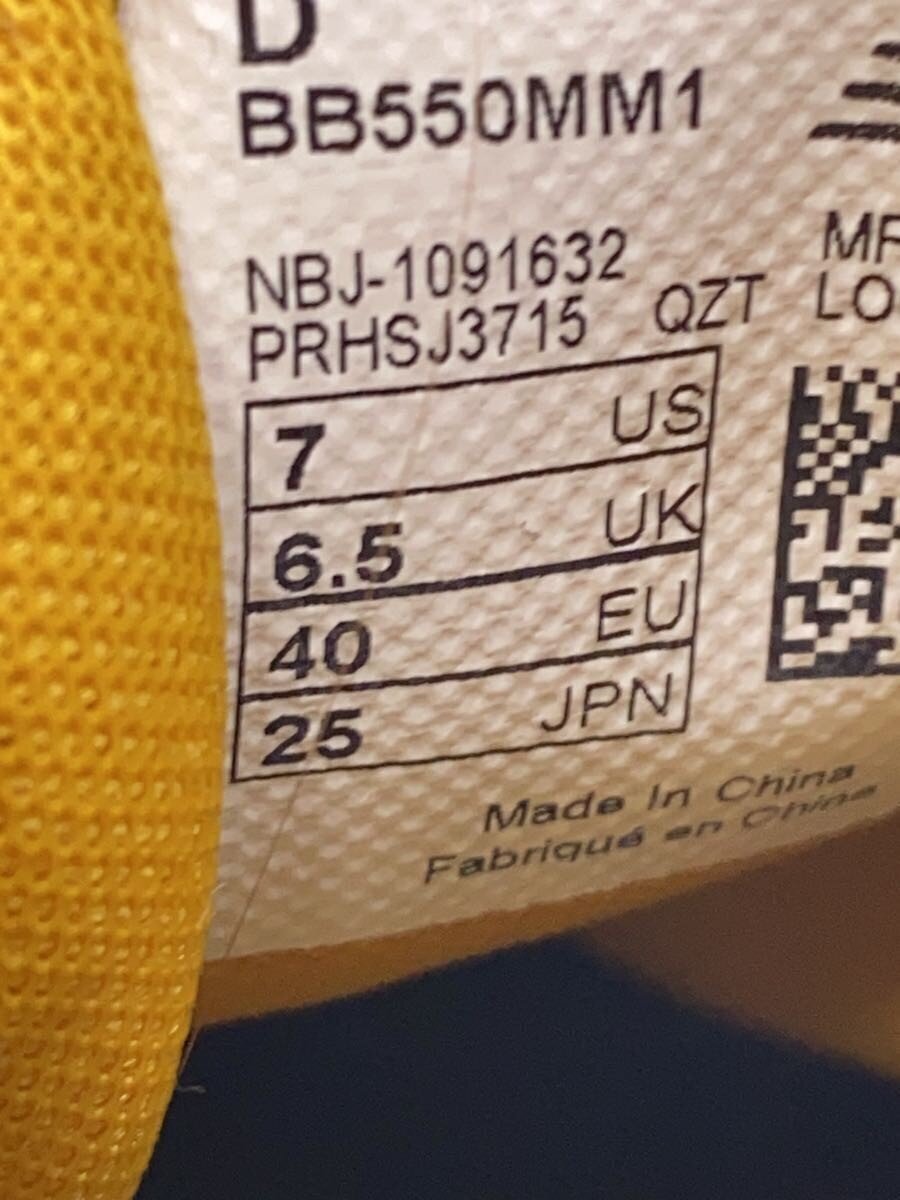 D
BB550MM1
NBJ-1091632
PRHSJ3715 QZT
7 US
6.5 UK
40 EU
25 JPN
Made In China
Fabriqué en China